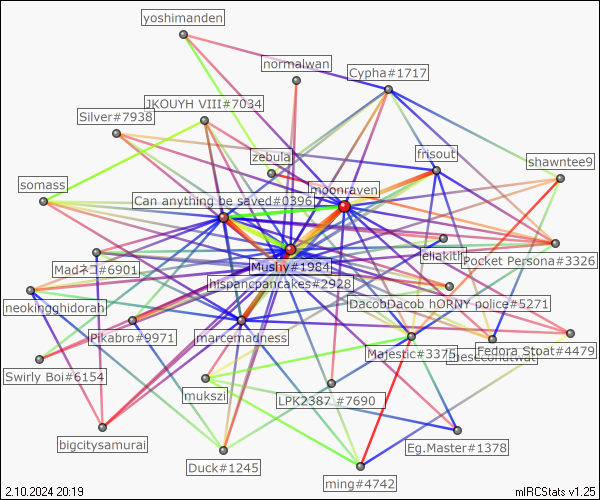 yoshimanden
normalwan
Cypha#1717
JKOUYH VIII#7034
Silver#7938
frisout
zebula
shawntee9
moonraven
somass
Can anything be saved#0396
eliakith
Pocket Persona#3326
Mushy#1984
Madネコ#6901
hispancpancakes#2928
DacobDacob hORNY police#5271
neokingghidorah
Pikabro#9971
marcemadness
Majestic#3375
Fedora Stoat#4479
Swirly Boi#6154
mukszi
LPK2387 #7690
bigcitysamurai
Eg.Master#1378
Duck#1245
ming#4742
2.10.2024 20:19
mIRCStats v1.25